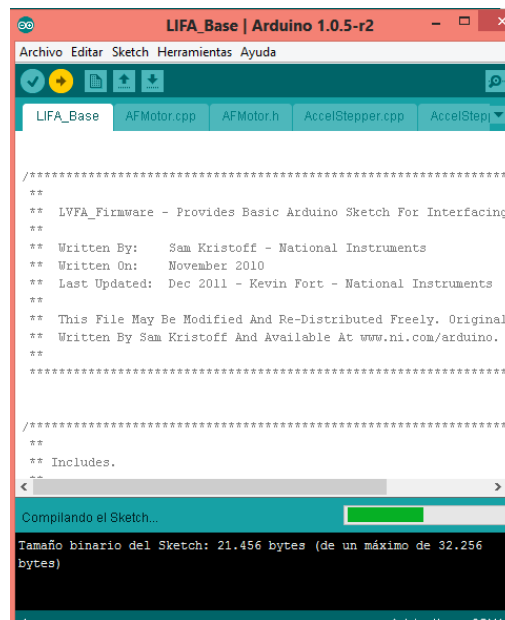 LIFA_Base | Arduino 1.0.5-r2
Archivo Editar Sketch Herramientas Ayuda
LIFA_Base AFMotor.cpp AFMotor.h AccelStepper.cpp AccelStep
/*****************************************************************
**
** LVFA_Firmware - Provides Basic Arduino Sketch For Interfacing
**
** Written By: Sam Kristoff - National Instruments
** Written On: November 2010
** Last Updated: Dec 2011 - Kevin Fort - National Instruments
**
** This File May Be Modified And Re-Distributed Freely. Original
** Written By Sam Kristoff And Available At www.ni.com/arduino.
**
*****************************************************************
/*****************************************************************
**
** Includes.
**
Compilando el Sketch...
Tamaño binario del Sketch: 21.456 bytes (de un máximo de 32.256
bytes)